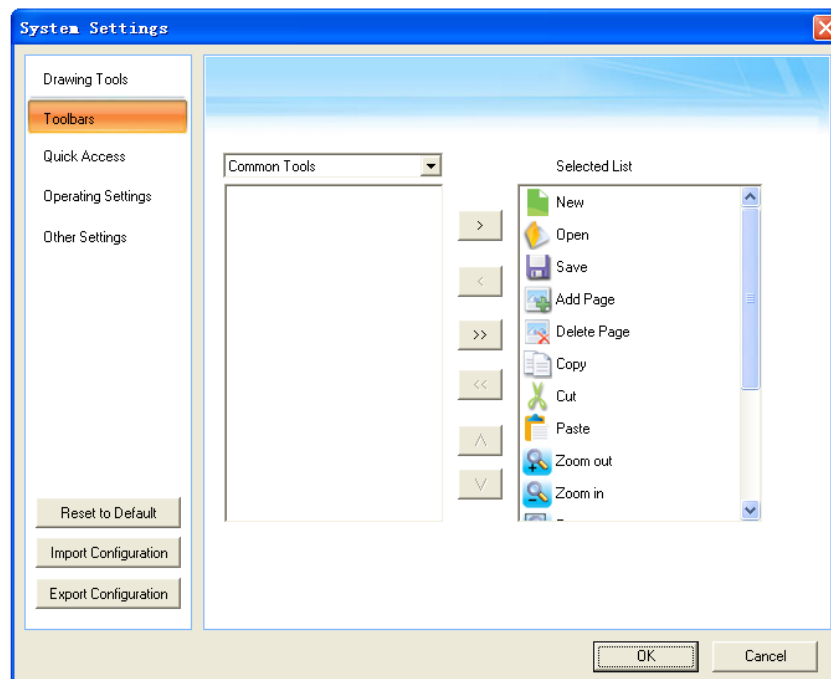 System Settings
Drawing Tools
Toolbars
Quick Access
Operating Settings
Other Settings
Reset to Default
Import Configuration
Export Configuration
Common Tools
>
<
>>
<<
Selected List
New
Open
Save
Add Page
Delete Page
Copy
Cut
Paste
Zoom out
Zoom in
OK
Cancel